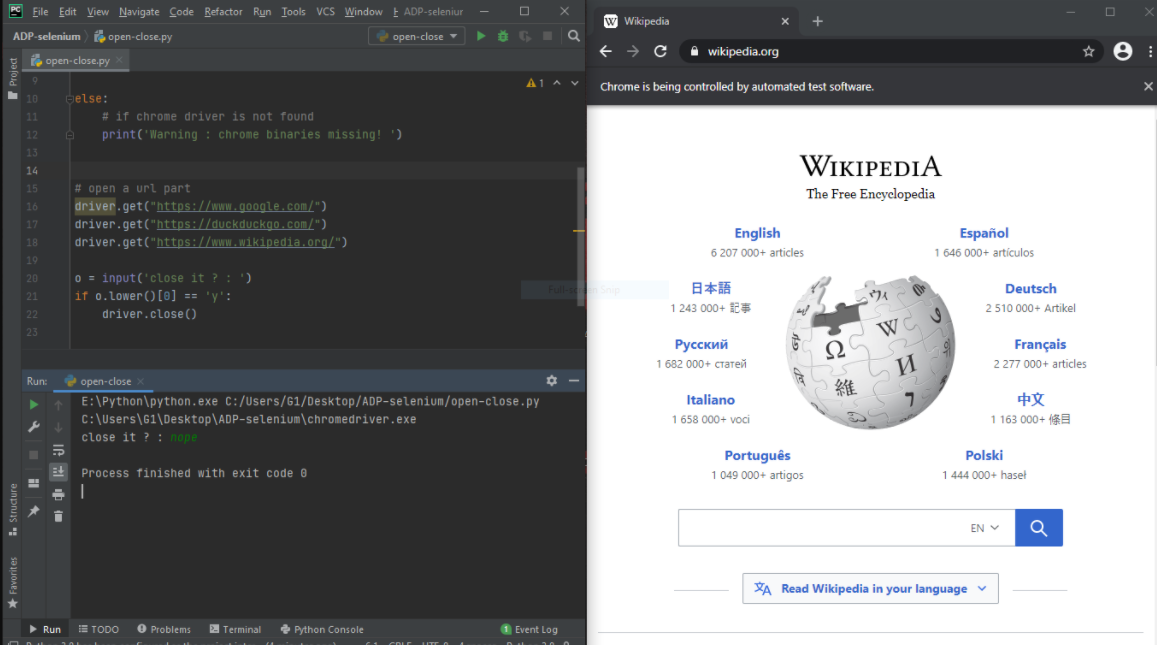 File Edit View Navigate Code Refactor Run Tools VCS Window ADP-seleniur
ADP-selenium open-close.py open-close
Project
open-close.py
1
9
10 else:
11 # if chrome driver is not found
12 print('Warning : chrome binaries missing! ')
13
14
15 # open a url part
16 driver.get("https://www.google.com/")
17 driver.get("https://duckduckgo.com/")
18 driver.get("https://www.wikipedia.org/")
19
20 o = input('close it ? : ')
21 if o.lower()[0] == 'y':
22 driver.close()
23
Full-screen Snip
Run: open-close
E:\Python\python.exe C:/Users/G1/Desktop/ADP-selenium/open-close.py
C:\Users\G1\Desktop\ADP-selenium\chromedriver.exe
close it ? : nope
Process finished with exit code 0
Structure
Favorites
Run TODO Problems Terminal Python Console 1 Event Log
Wikipedia
wikipedia.org
Chrome is being controlled by automated test software.
WIKIPEDIA
The Free Encyclopedia
English
6 207 000+ articles
Español
1 646 000+ artículos
日本語
1 243 000+ 記事
Deutsch
2 510 000+ Artikel
Русский
1 682 000+ статей
Français
2 277 000+ articles
Italiano
1 658 000+ voci
中文
1 163 000+ 條目
Português
1 049 000+ artigos
Polski
1 444 000+ haseł
Ω W И 維
EN
Read Wikipedia in your language